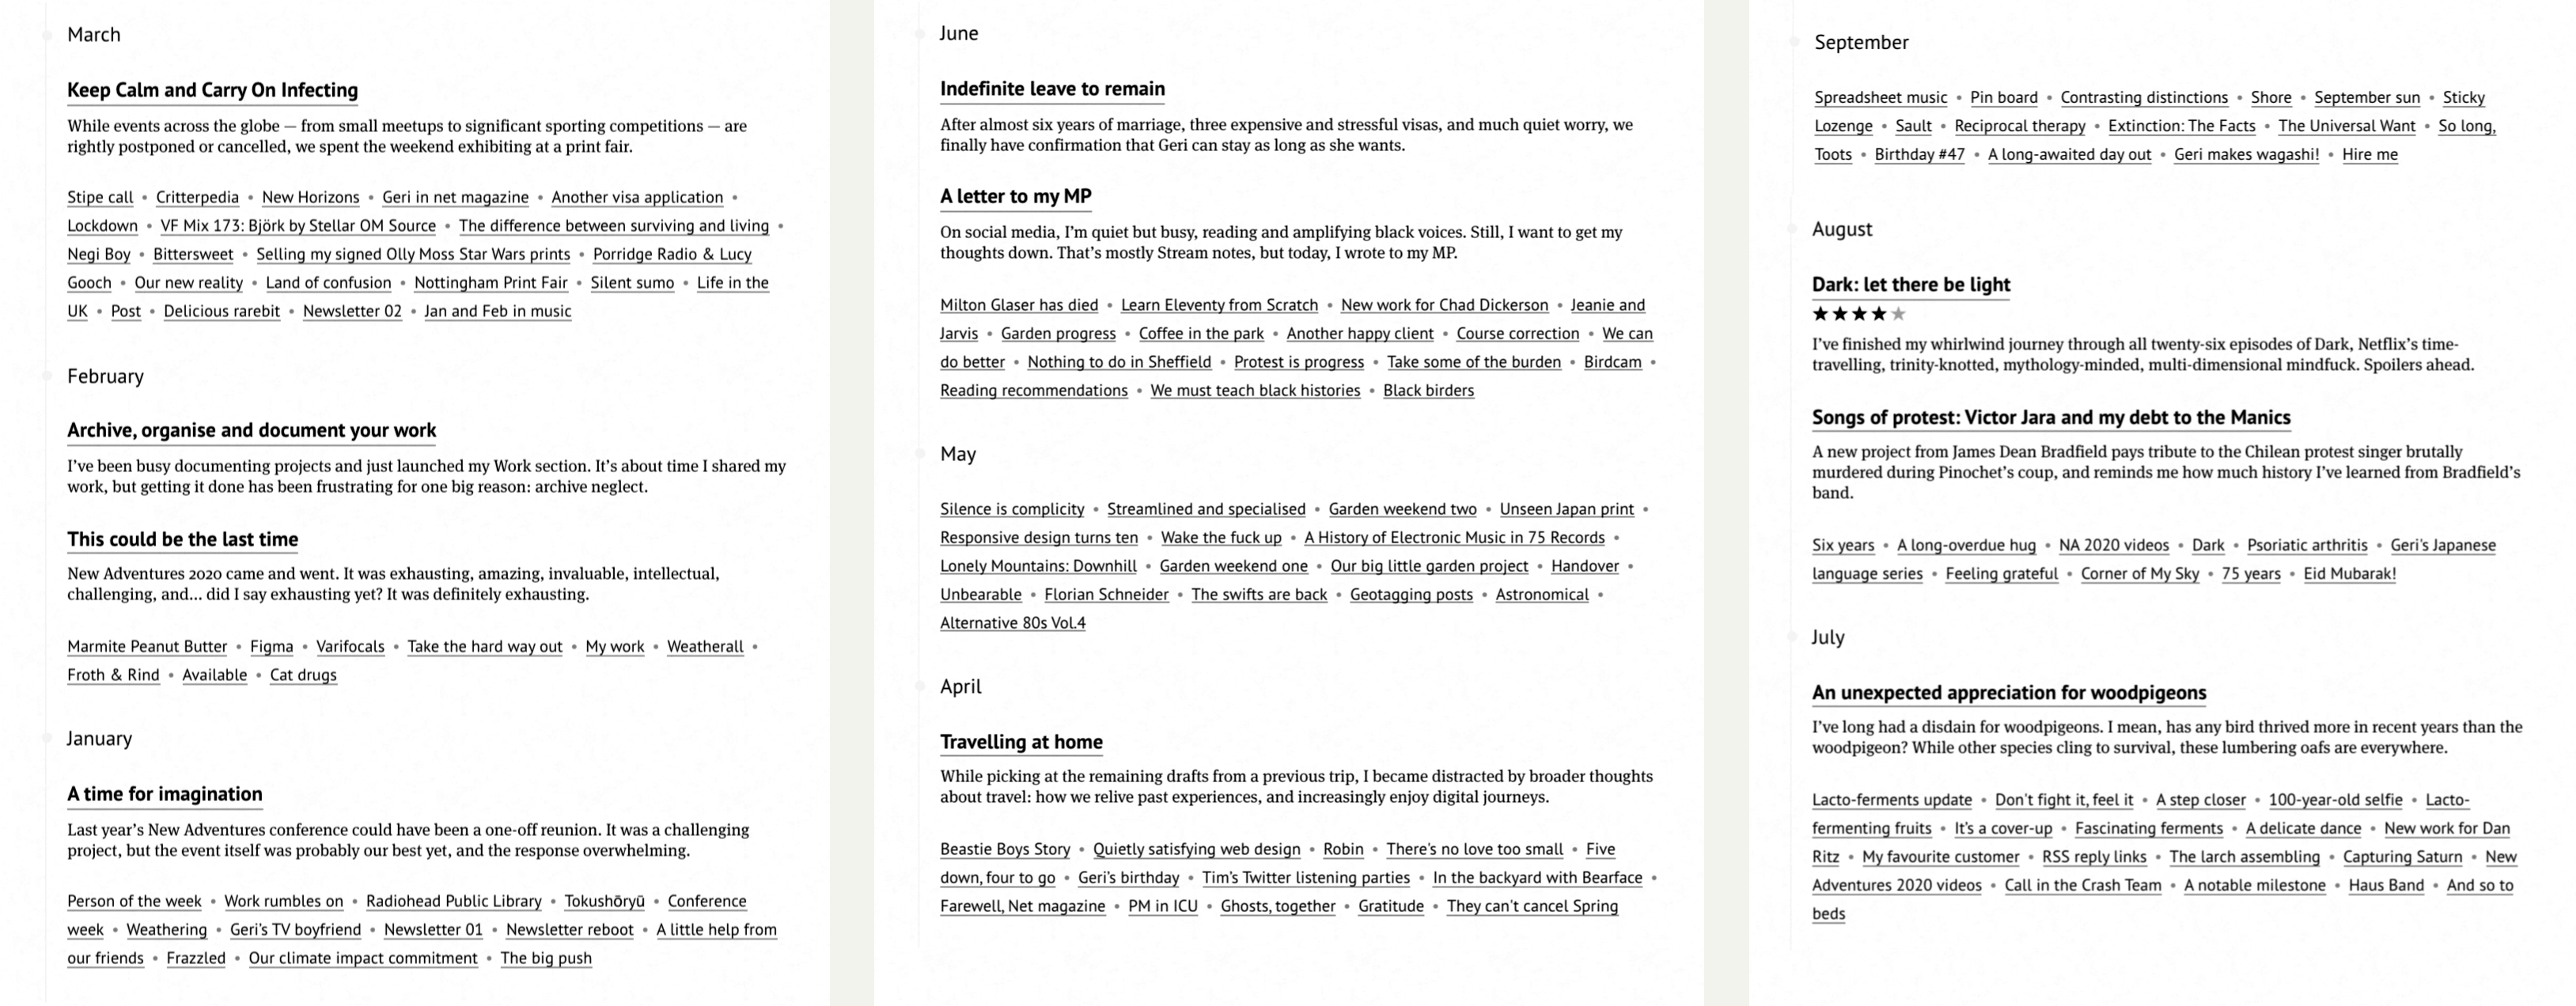 March
Keep Calm and Carry On Infecting
While events across the globe — from small meetups to significant sporting competitions — are
rightly postponed or cancelled, we spent the weekend exhibiting at a print fair.
Stipe call • Critterpedia • New Horizons • Geri in net magazine • Another visa application •
Lockdown • VF Mix 173: Björk by Stellar OM Source • The difference between surviving and living •
Negi Boy • Bittersweet • Selling my signed Olly Moss Star Wars prints • Porridge Radio & Lucy
Gooch • Our new reality • Land of confusion • Nottingham Print Fair • Silent sumo • Life in the
UK • Post • Delicious rarebit • Newsletter 02 • Jan and Feb in music
February
Archive, organise and document your work
I’ve been busy documenting projects and just launched my Work section. It’s about time I shared my
work, but getting it done has been frustrating for one big reason: archive neglect.
This could be the last time
New Adventures 2020 came and went. It was exhausting, amazing, invaluable, intellectual,
challenging, and… did I say exhausting yet? It was definitely exhausting.
Marmite Peanut Butter • Figma • Varifocals • Take the hard way out • My work • Weatherall •
Froth & Rind • Available • Cat drugs
January
A time for imagination
Last year’s New Adventures conference could have been a one-off reunion. It was a challenging
project, but the event itself was probably our best yet, and the response overwhelming.
Person of the week • Work rumbles on • Radiohead Public Library • Tokushōryū • Conference
week • Weathering • Geri’s TV boyfriend • Newsletter 01 • Newsletter reboot • A little help from
our friends • Frazzled • Our climate impact commitment • The big push
June
Indefinite leave to remain
After almost six years of marriage, three expensive and stressful visas, and much quiet worry, we
finally have confirmation that Geri can stay as long as she wants.
A letter to my MP
On social media, I’m quiet but busy, reading and amplifying black voices. Still, I want to get my
thoughts down. That’s mostly Stream notes, but today, I wrote to my MP.
Milton Glaser has died • Learn Eleventy from Scratch • New work for Chad Dickerson • Jeanie and
Jarvis • Garden progress • Coffee in the park • Another happy client • Course correction • We can
do better • Nothing to do in Sheffield • Protest is progress • Take some of the burden • Birdcam •
Reading recommendations • We must teach black histories • Black birders
May
Silence is complicity • Streamlined and specialised • Garden weekend two • Unseen Japan print •
Responsive design turns ten • Wake the fuck up • A History of Electronic Music in 75 Records •
Lonely Mountains: Downhill • Garden weekend one • Our big little garden project • Handover •
Unbearable • Florian Schneider • The swifts are back • Geotagging posts • Astronomical •
Alternative 80s Vol.4
April
Travelling at home
While picking at the remaining drafts from a previous trip, I became distracted by broader thoughts
about travel: how we relive past experiences, and increasingly enjoy digital journeys.
Beastie Boys Story • Quietly satisfying web design • Robin • There’s no love too small • Five
down, four to go • Geri’s birthday • Tim’s Twitter listening parties • In the backyard with Bearface •
Farewell, Net magazine • PM in ICU • Ghosts, together • Gratitude • They can’t cancel Spring
September
Spreadsheet music • Pin board • Contrasting distinctions • Shore • September sun • Sticky
Lozenge • Sault • Reciprocal therapy • Extinction: The Facts • The Universal Want • So long,
Toots • Birthday #47 • A long-awaited day out • Geri makes wagashi! • Hire me
August
Dark: let there be light
★★★★★
I’ve finished my whirlwind journey through all twenty-six episodes of Dark, Netflix’s time-
travelling, trinity-knotted, mythology-minded, multi-dimensional mindfuck. Spoilers ahead.
Songs of protest: Victor Jara and my debt to the Manics
A new project from James Dean Bradfield pays tribute to the Chilean protest singer brutally
murdered during Pinochet’s coup, and reminds me how much history I’ve learned from Bradfield’s
band.
Six years • A long-overdue hug • NA 2020 videos • Dark • Psoriatic arthritis • Geri’s Japanese
language series • Feeling grateful • Corner of My Sky • 75 years • Eid Mubarak!
July
An unexpected appreciation for woodpigeons
I’ve long had a disdain for woodpigeons. I mean, has any bird thrived more in recent years than the
woodpigeon? While other species cling to survival, these lumbering oafs are everywhere.
Lacto-ferments update • Don’t fight it, feel it • A step closer • 100-year-old selfie • Lacto-
fermenting fruits • It’s a cover-up • Fascinating ferments • A delicate dance • New work for Dan
Ritz • My favourite customer • RSS reply links • The larch assembling • Capturing Saturn • New
Adventures 2020 videos • Call in the Crash Team • A notable milestone • Haus Band • And so to
beds